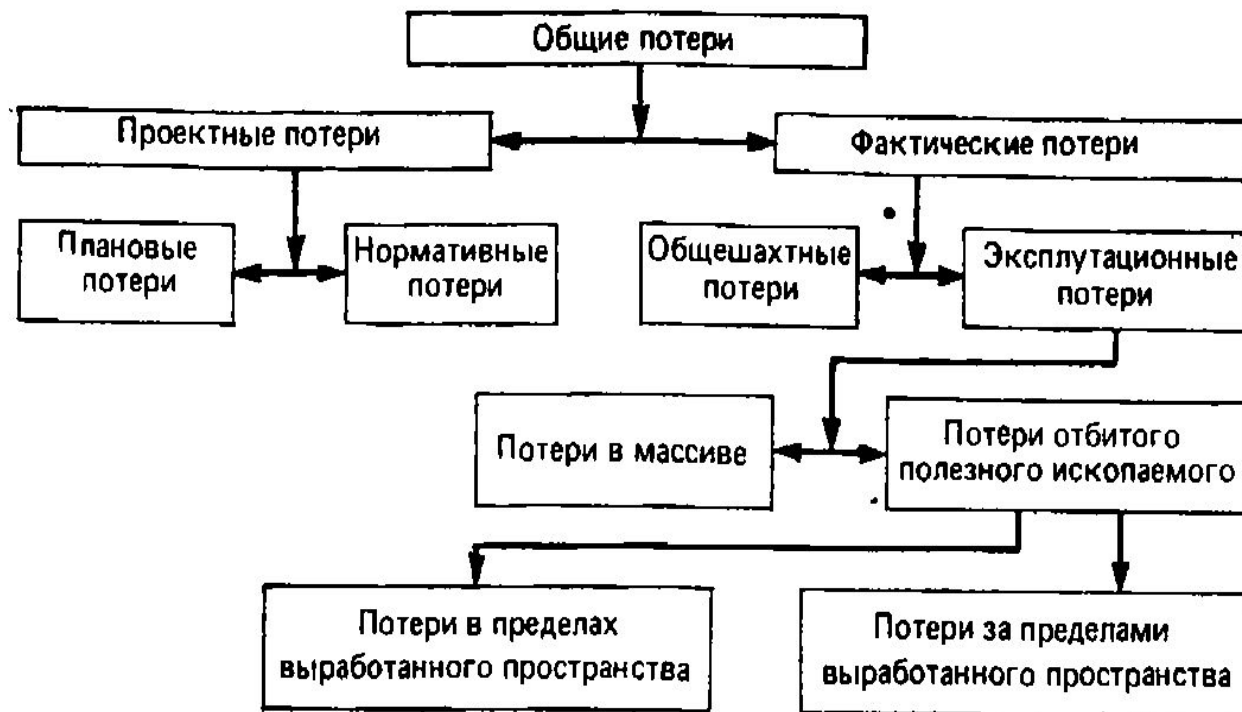 Общие потери
Проектные потери
Фактические потери
Плановые
потери
Нормативные
потери
Общешахтные
потери
Эксплутационные
потери
Потери в массиве
Потери отбитого
полезного ископаемого
Потери в пределах
выработанного пространства
Потери за пределами
выработанного пространства